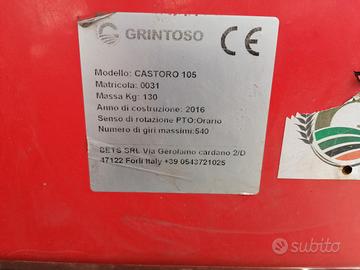 GRINTOSO
CE
Modello: CASTORO 105
Matricola: 0031
Massa Kg: 130
Anno di costruzione: 2016
Senso di rotazione PTO:Orario
Numero di giri massimi:540
BETS SRL Via Gerolamo cardano 2/D
47122 Forlì Italy +39 0543721025
subito